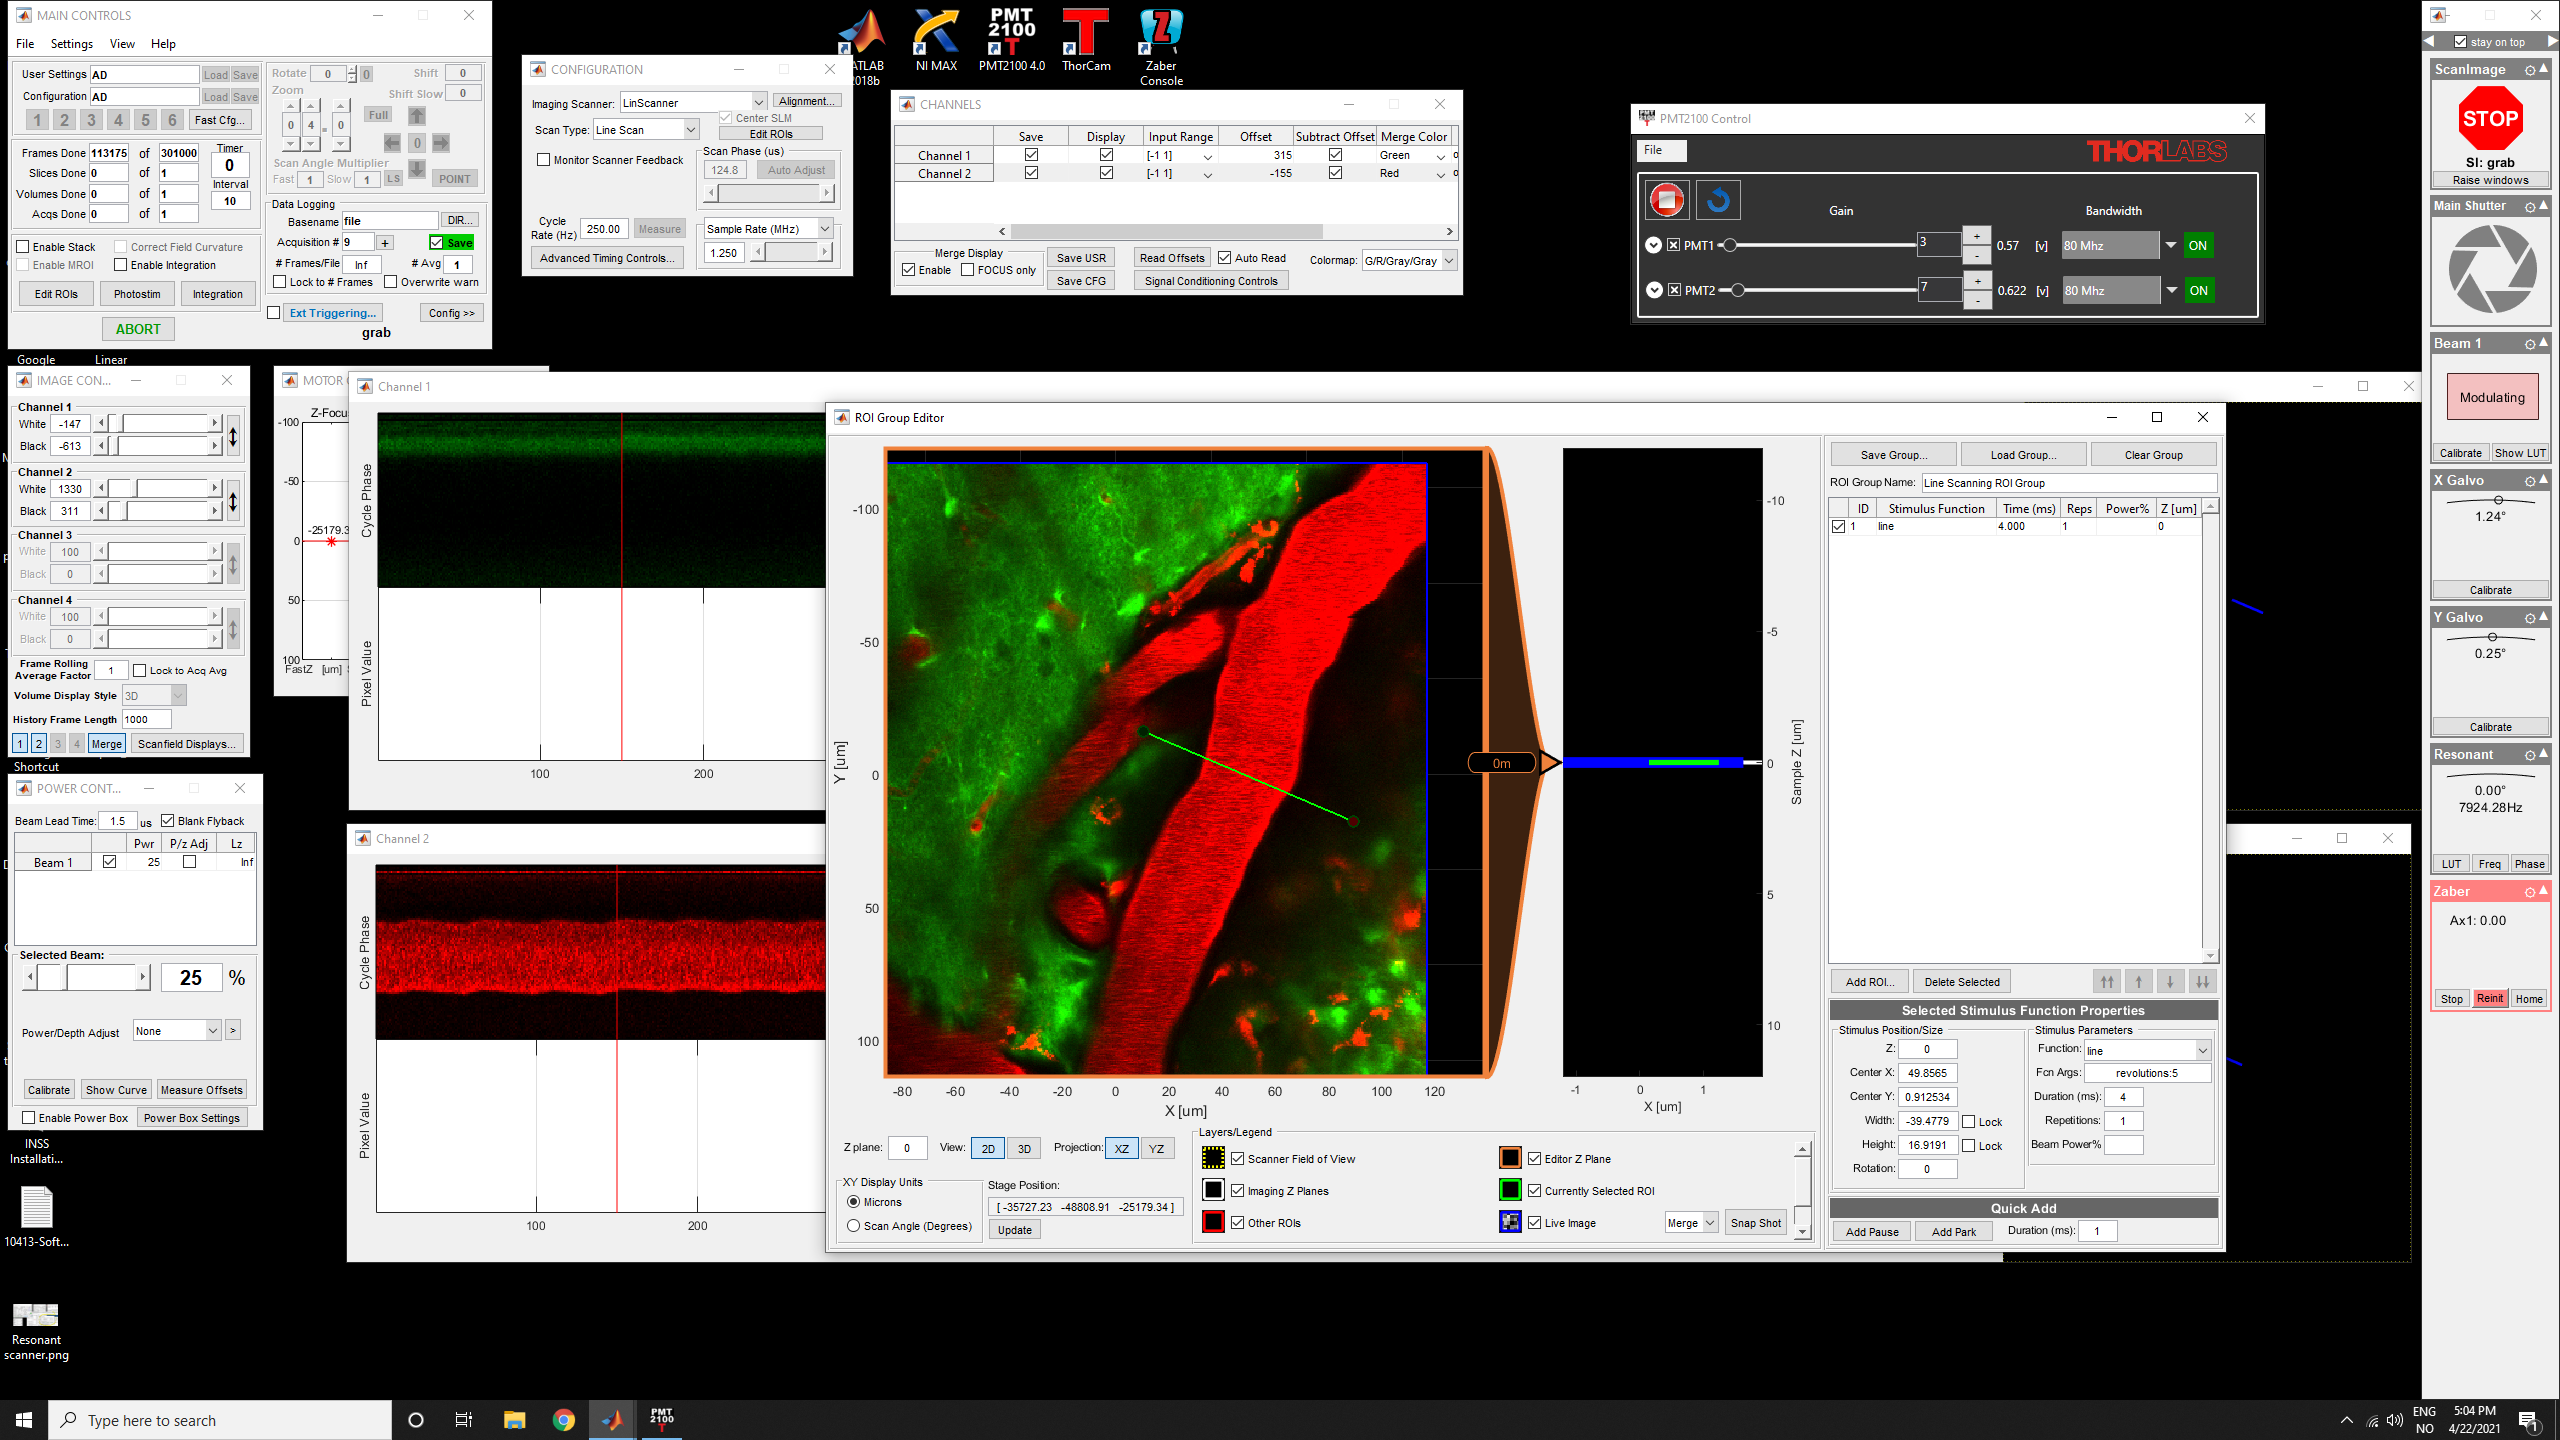 MAIN CONTROLS
File Settings View Help
User Settings AD Load Save
Configuration AD Load Save
1 2 3 4 5 6 Fast Cfg...
Frames Done 113175 of 301000
Slices Done 0 of 1
Volumes Done 0 of 1
Acqs Done 0 of 1
Timer
0
Interval
10
Enable Stack Correct Field Curvature
Enable MROI Enable Integration
Edit ROIs Photostim Integration
ABORT
Rotate 0 0 Shift 0
Zoom Shift Slow 0
Full
0 4 . 0 0
Scan Angle Multiplier
Fast 1 Slow 1 LS POINT
Data Logging
Basename file DIR...
Acquisition # 9 + Save
# Frames/File Inf # Avg 1
Lock to # Frames Overwrite warn
Ext Triggering... Config >>
grab
Google Linear
CONFIGURATION
Imaging Scanner: LinScanner Alignment...
Center SLM
Scan Type: Line Scan Edit ROIs
Monitor Scanner Feedback
Scan Phase (us)
124.8 Auto Adjust
Cycle
Rate (Hz) 250.00 Measure
Sample Rate (MHz)
1.250
Advanced Timing Controls...
NI MAX
PMT
2100
PMT2100 4.0
ThorCam
Zaber
Console
CHANNELS
Save Display Input Range Offset Subtract Offset Merge Color
Channel 1 [-1 1] 315 Green
Channel 2 [-1 1] -155 Red
Merge Display
Enable FOCUS only
Save USR
Save CFG
Read Offsets Auto Read
Signal Conditioning Controls
Colormap: G/R/Gray/Gray
PMT2100 Control
File
THORLABS
Gain Bandwidth
PMT1 3 + - 0.57 [v] 80 Mhz ON
PMT2 7 + - 0.622 [v] 80 Mhz ON
stay on top
ScanImage
STOP
SI: grab
Raise windows
Main Shutter
Beam 1
Modulating
Calibrate Show LUT
X Galvo
1.24°
Calibrate
Y Galvo
0.25°
Calibrate
Resonant
0.00°
7924.28Hz
LUT Freq Phase
Zaber
Ax1: 0.00
Stop Reinit Home
IMAGE CON...
Channel 1
White -147
Black -613
Channel 2
White 1330
Black 311
Channel 3
White 100
Black 0
Channel 4
White 100
Black 0
Frame Rolling
Average Factor 1 Lock to Acq Avg
Volume Display Style 3D
History Frame Length 1000
1 2 3 4 Merge Scanfield Displays...
Shortcut
Z-Focu
-100
-50
-25179.3
0
50
100
FastZ [um]
Channel 1
Cycle Phase
Pixel Value
100 200
Channel 2
Cycle Phase
Pixel Value
100 200
POWER CONT...
Beam Lead Time: 1.5 us Blank Flyback
Pwr P/z Adj Lz
Beam 1 25 Inf
Selected Beam:
25 %
Power/Depth Adjust None >
Calibrate Show Curve Measure Offsets
Enable Power Box Power Box Settings
INSS
Installati...
10413-Soft...
Resonant
scanner.png
ROI Group Editor
-100
-50
0
50
100
Y [um]
-80 -60 -40 -20 0 20 40 60 80 100 120
X [um]
0m
-10
-5
0
5
10
Sample Z [um]
-1 0 1
X [um]
Z plane: 0 View: 2D 3D Projection: XZ YZ
XY Display Units
Microns
Scan Angle (Degrees)
Stage Position:
[ -35727.23 -48808.91 -25179.34 ]
Update
Layers/Legend
Scanner Field of View Editor Z Plane
Imaging Z Planes Currently Selected ROI
Other ROIs Live Image Merge Snap Shot
Save Group... Load Group... Clear Group
ROI Group Name: Line Scanning ROI Group
ID Stimulus Function Time (ms) Reps Power% Z [um]
1 line 4.000 1 0
Add ROI... Delete Selected
Selected Stimulus Function Properties
Stimulus Position/Size
Z: 0
Center X: 49.8565
Center Y: 0.912534
Width: -39.4779 Lock
Height: 16.9191 Lock
Rotation: 0
Stimulus Parameters
Function: line
Fcn Args: revolutions:5
Duration (ms): 4
Repetitions: 1
Beam Power%
Quick Add
Add Pause Add Park Duration (ms): 1
Type here to search
PMT
2100
ENG
NO
5:04 PM
4/22/2021
1